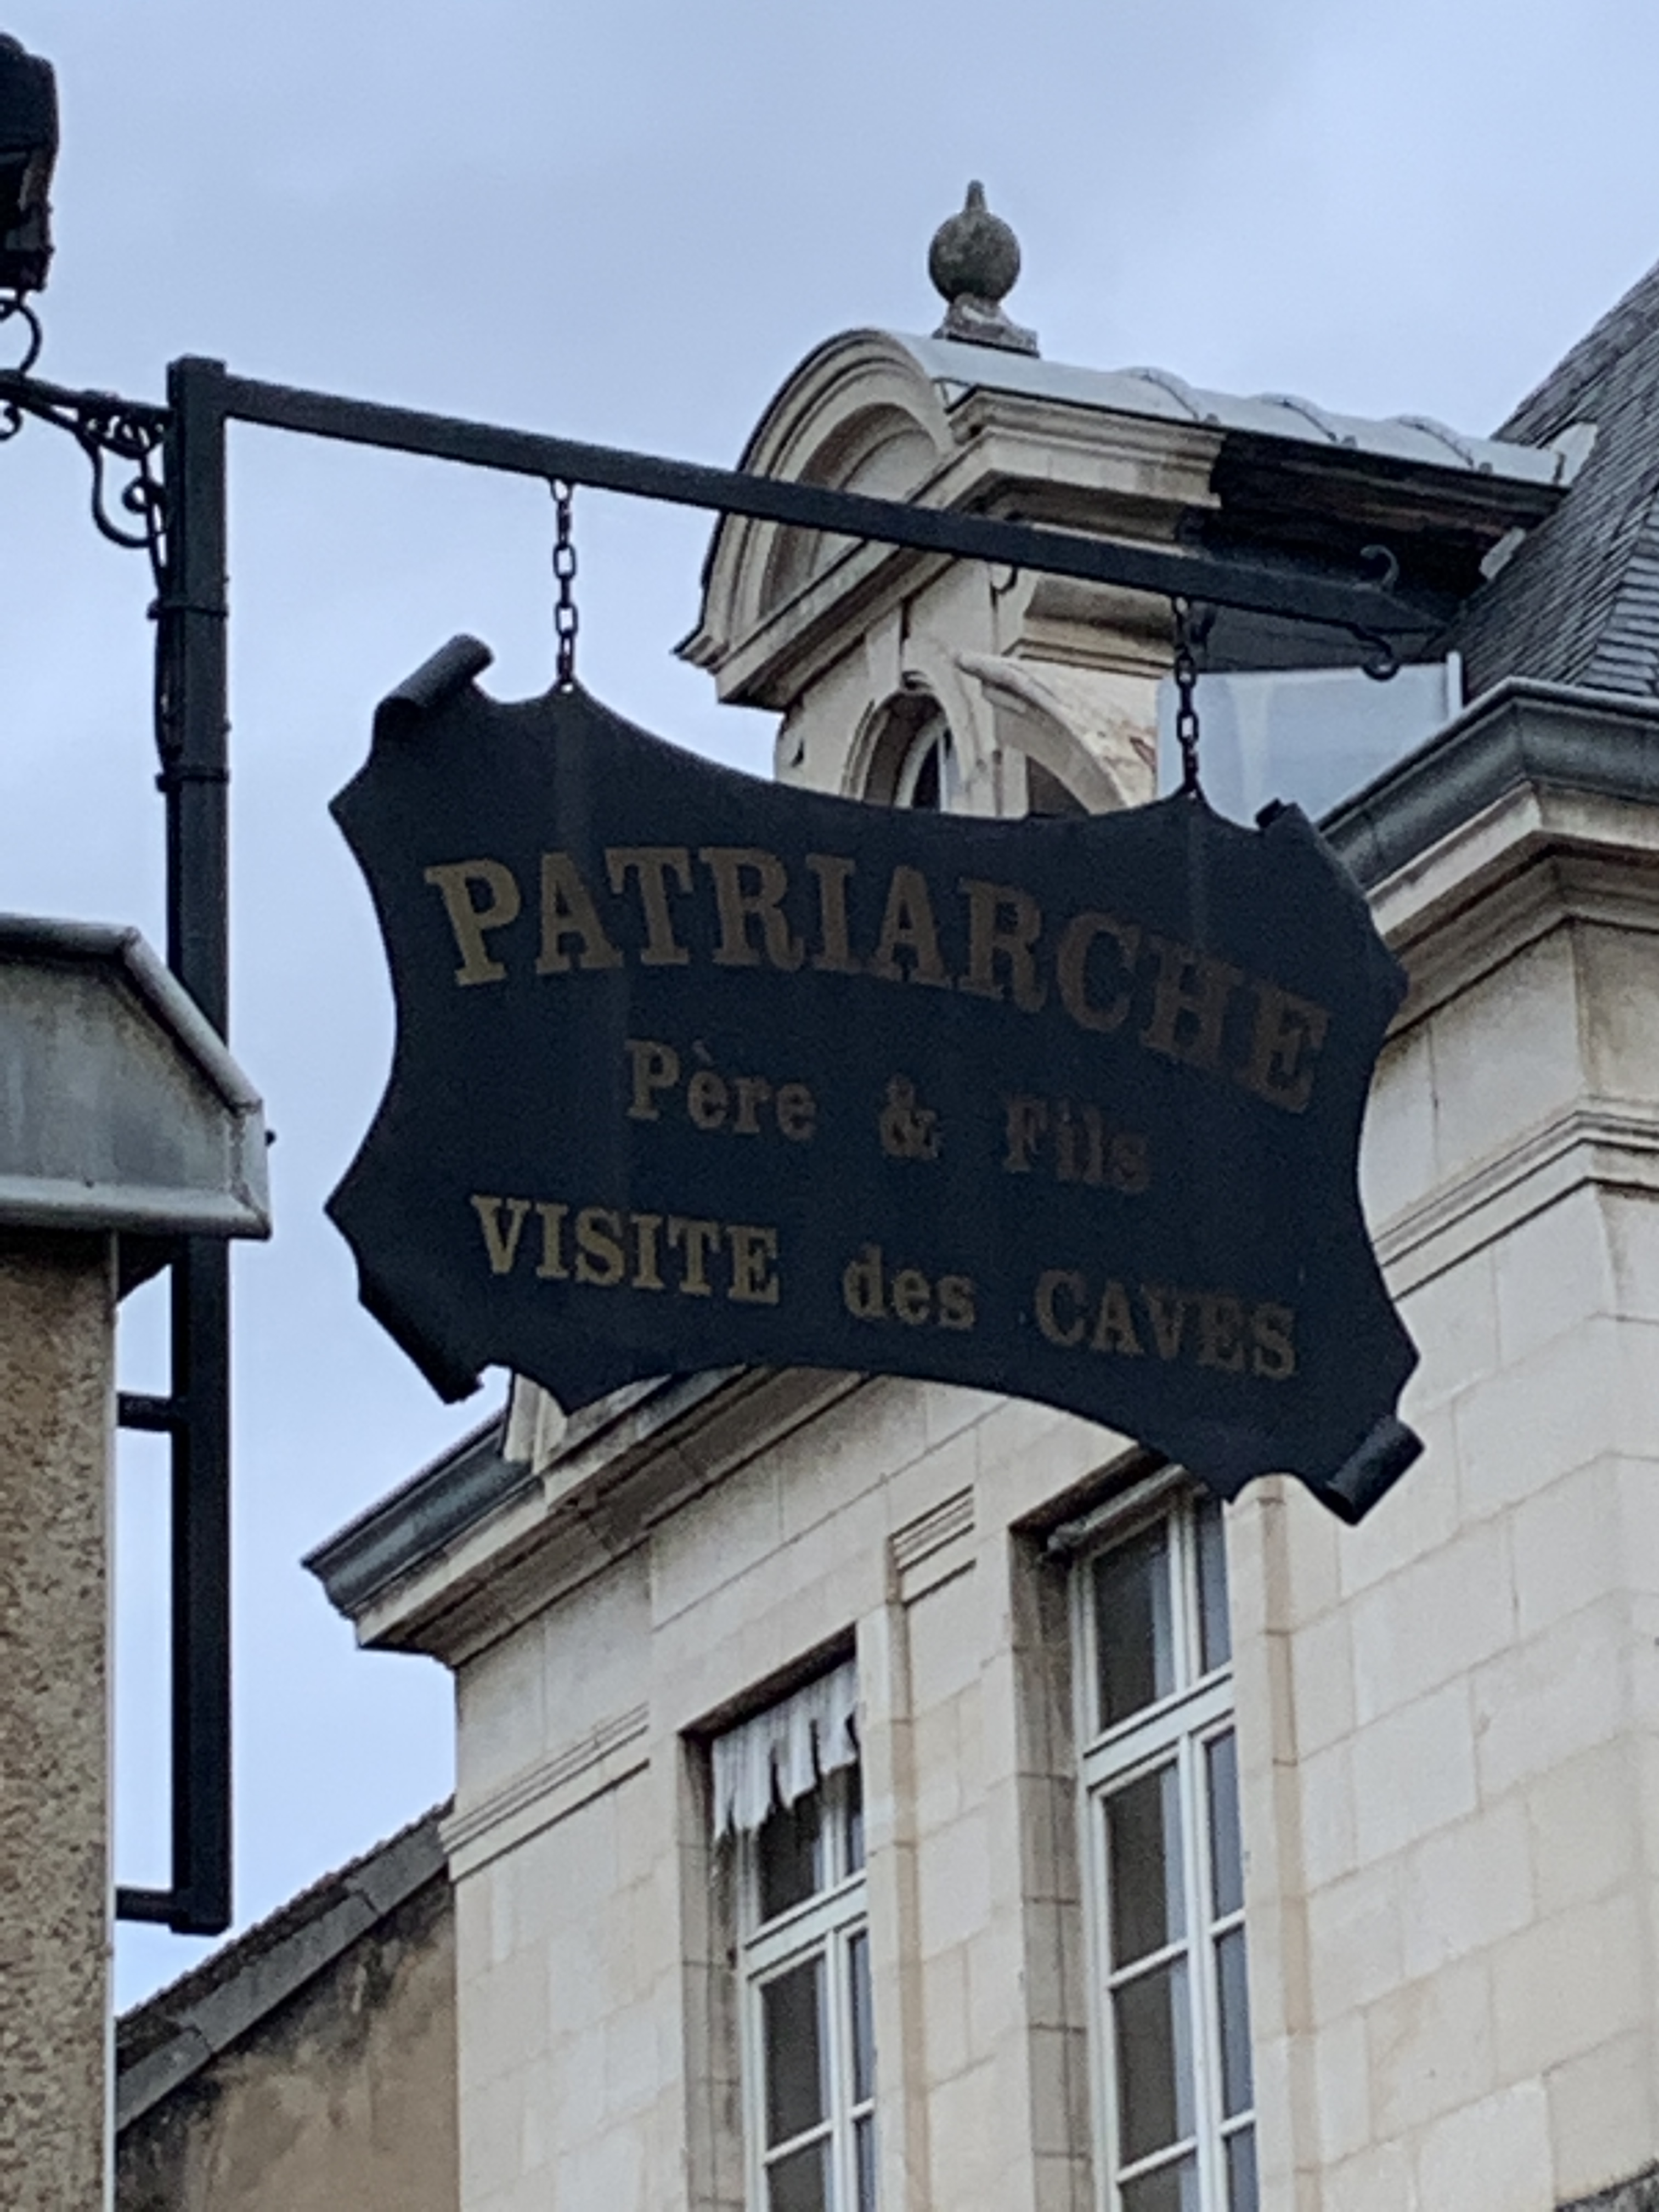 PATRIARCHE
Père & Fils
VISITE des CAVES